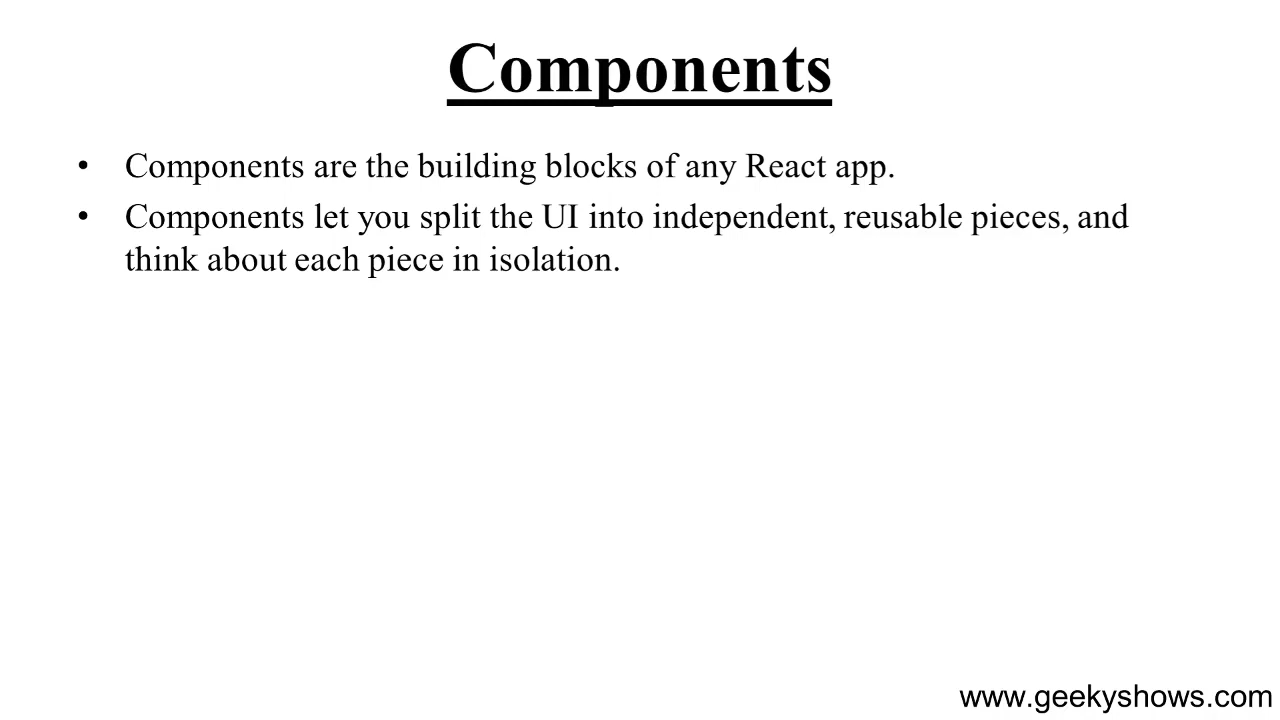 Components
• Components are the building blocks of any React app.
• Components let you split the UI into independent, reusable pieces, and
think about each piece in isolation.
www.geekyshows.com